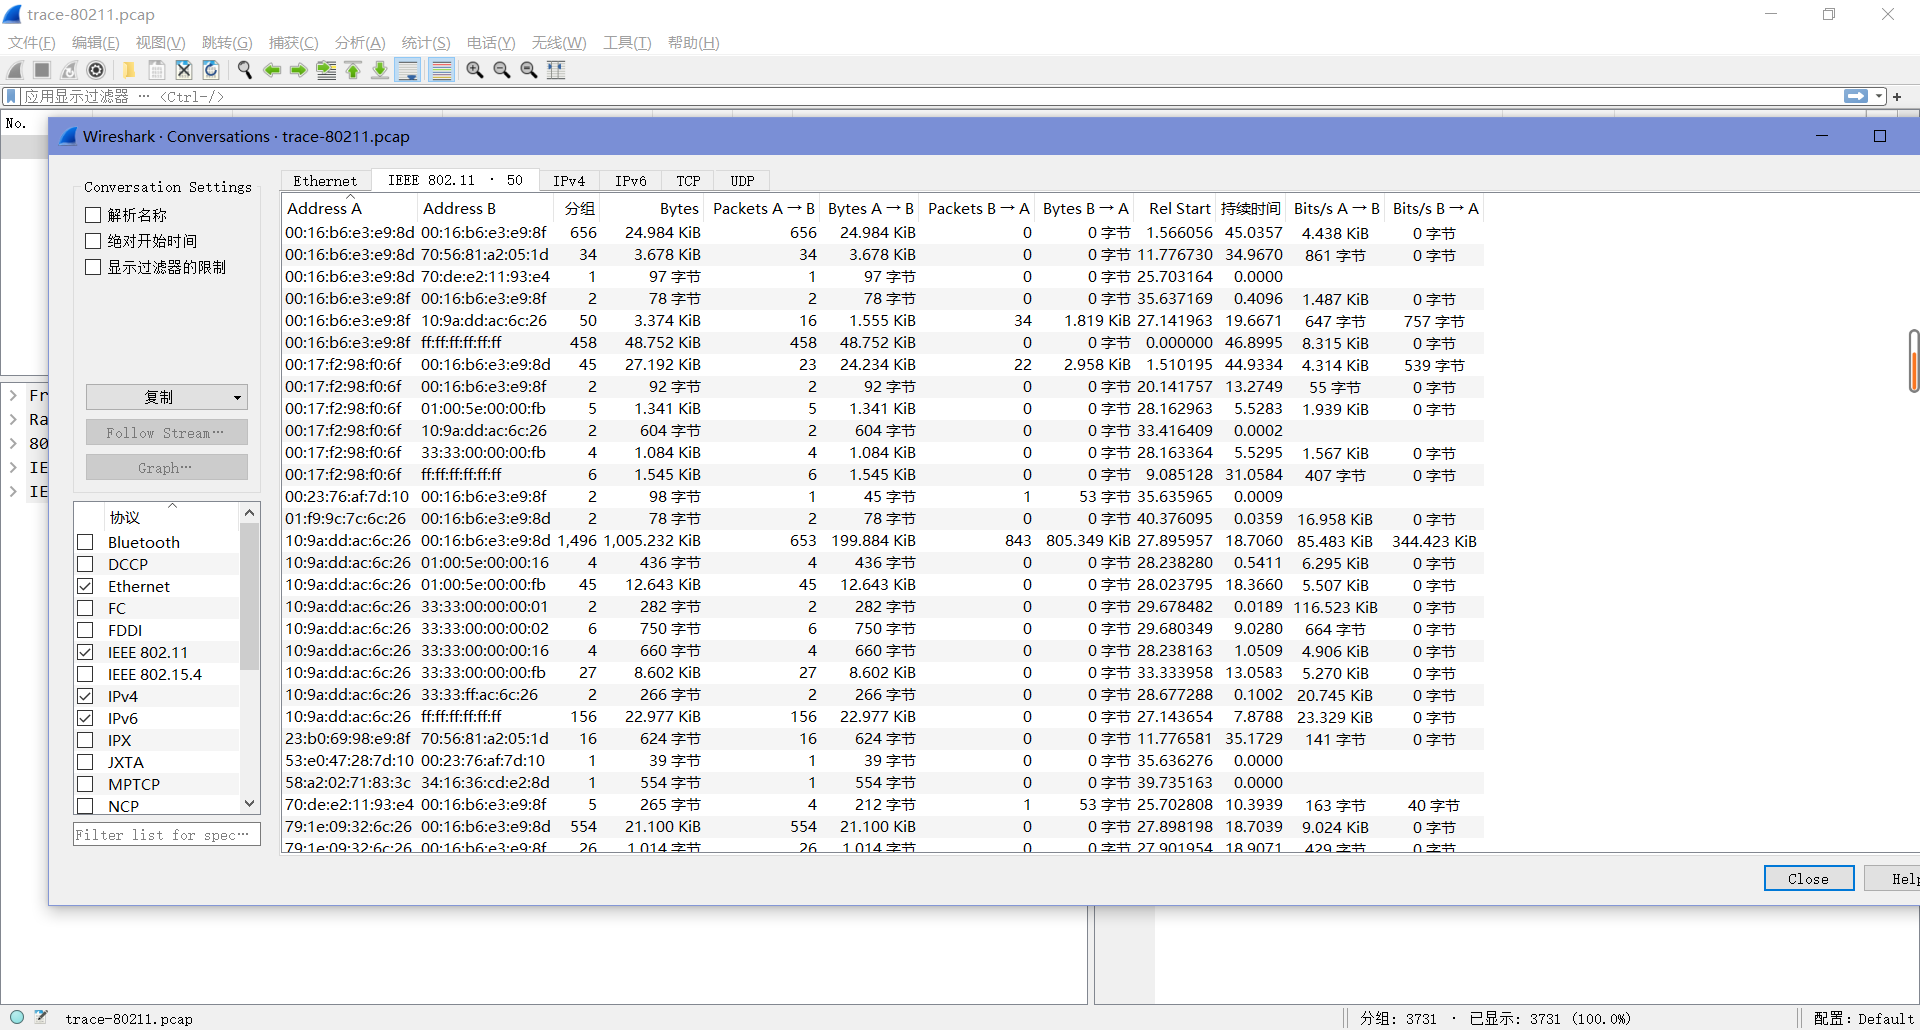 trace-80211.pcap
文件(F) 编辑(E) 视图(V) 跳转(G) 捕获(C) 分析(A) 统计(S) 电话(Y) 无线(W) 工具(T) 帮助(H)
应用显示过滤器 … <Ctrl-/>
No.
Wireshark · Conversations · trace-80211.pcap
Conversation Settings
解析名称
绝对开始时间
显示过滤器的限制
复制
Follow Stream…
Graph…
Fr
Ra
80
IE
IE
协议
Bluetooth
DCCP
Ethernet
FC
FDDI
IEEE 802.11
IEEE 802.15.4
IPv4
IPv6
IPX
JXTA
MPTCP
NCP
Filter list for spec…
Ethernet IEEE 802.11 · 50 IPv4 IPv6 TCP UDP
Address A Address B 分组 Bytes Packets A → B Bytes A → B Packets B → A Bytes B → A Rel Start 持续时间 Bits/s A → B Bits/s B → A
00:16:b6:e3:e9:8d 00:16:b6:e3:e9:8f 656 24.984 KiB 656 24.984 KiB 0 0 字节 1.566056 45.0357 4.438 KiB 0 字节
00:16:b6:e3:e9:8d 70:56:81:a2:05:1d 34 3.678 KiB 34 3.678 KiB 0 0 字节 11.776730 34.9670 861 字节 0 字节
00:16:b6:e3:e9:8d 70:de:e2:11:93:e4 1 97 字节 1 97 字节 0 0 字节 25.703164 0.0000
00:16:b6:e3:e9:8f 00:16:b6:e3:e9:8f 2 78 字节 2 78 字节 0 0 字节 35.637169 0.4096 1.487 KiB 0 字节
00:16:b6:e3:e9:8f 10:9a:dd:ac:6c:26 50 3.374 KiB 16 1.555 KiB 34 1.819 KiB 27.141963 19.6671 647 字节 757 字节
00:16:b6:e3:e9:8f ff:ff:ff:ff:ff:ff 458 48.752 KiB 458 48.752 KiB 0 0 字节 0.000000 46.8995 8.315 KiB 0 字节
00:17:f2:98:f0:6f 00:16:b6:e3:e9:8d 45 27.192 KiB 23 24.234 KiB 22 2.958 KiB 1.510195 44.9334 4.314 KiB 539 字节
00:17:f2:98:f0:6f 00:16:b6:e3:e9:8f 2 92 字节 2 92 字节 0 0 字节 20.141757 13.2749 55 字节 0 字节
00:17:f2:98:f0:6f 01:00:5e:00:00:fb 5 1.341 KiB 5 1.341 KiB 0 0 字节 28.162963 5.5283 1.939 KiB 0 字节
00:17:f2:98:f0:6f 10:9a:dd:ac:6c:26 2 604 字节 2 604 字节 0 0 字节 33.416409 0.0002
00:17:f2:98:f0:6f 33:33:00:00:00:fb 4 1.084 KiB 4 1.084 KiB 0 0 字节 28.163364 5.5295 1.567 KiB 0 字节
00:17:f2:98:f0:6f ff:ff:ff:ff:ff:ff 6 1.545 KiB 6 1.545 KiB 0 0 字节 9.085128 31.0584 407 字节 0 字节
00:23:76:af:7d:10 00:16:b6:e3:e9:8f 2 98 字节 1 45 字节 1 53 字节 35.635965 0.0009
01:f9:9c:7c:6c:26 00:16:b6:e3:e9:8d 2 78 字节 2 78 字节 0 0 字节 40.376095 0.0359 16.958 KiB 0 字节
10:9a:dd:ac:6c:26 00:16:b6:e3:e9:8d 1,496 1,005.232 KiB 653 199.884 KiB 843 805.349 KiB 27.895957 18.7060 85.483 KiB 344.423 KiB
10:9a:dd:ac:6c:26 01:00:5e:00:00:16 4 436 字节 4 436 字节 0 0 字节 28.238280 0.5411 6.295 KiB 0 字节
10:9a:dd:ac:6c:26 01:00:5e:00:00:fb 45 12.643 KiB 45 12.643 KiB 0 0 字节 28.023795 18.3660 5.507 KiB 0 字节
10:9a:dd:ac:6c:26 33:33:00:00:00:01 2 282 字节 2 282 字节 0 0 字节 29.678482 0.0189 116.523 KiB 0 字节
10:9a:dd:ac:6c:26 33:33:00:00:00:02 6 750 字节 6 750 字节 0 0 字节 29.680349 9.0280 664 字节 0 字节
10:9a:dd:ac:6c:26 33:33:00:00:00:16 4 660 字节 4 660 字节 0 0 字节 28.238163 1.0509 4.906 KiB 0 字节
10:9a:dd:ac:6c:26 33:33:00:00:00:fb 27 8.602 KiB 27 8.602 KiB 0 0 字节 33.333958 13.0583 5.270 KiB 0 字节
10:9a:dd:ac:6c:26 33:33:ff:ac:6c:26 2 266 字节 2 266 字节 0 0 字节 28.677288 0.1002 20.745 KiB 0 字节
10:9a:dd:ac:6c:26 ff:ff:ff:ff:ff:ff 156 22.977 KiB 156 22.977 KiB 0 0 字节 27.143654 7.8788 23.329 KiB 0 字节
23:b0:69:98:e9:8f 70:56:81:a2:05:1d 16 624 字节 16 624 字节 0 0 字节 11.776581 35.1729 141 字节 0 字节
53:e0:47:28:7d:10 00:23:76:af:7d:10 1 39 字节 1 39 字节 0 0 字节 35.636276 0.0000
58:a2:02:71:83:3c 34:16:36:cd:e2:8d 1 554 字节 1 554 字节 0 0 字节 39.735163 0.0000
70:de:e2:11:93:e4 00:16:b6:e3:e9:8f 5 265 字节 4 212 字节 1 53 字节 25.702808 10.3939 163 字节 40 字节
79:1e:09:32:6c:26 00:16:b6:e3:e9:8d 554 21.100 KiB 554 21.100 KiB 0 0 字节 27.898198 18.7039 9.024 KiB 0 字节
79:1e:09:32:6c:26 00:16:b6:e3:e9:8f 26 1.014 字节 26 1.014 字节 0 0 字节 27.901954 18.9071 429 字节 0 字节
Close Help
trace-80211.pcap 分组: 3731 · 已显示: 3731 (100.0%) 配置: Default